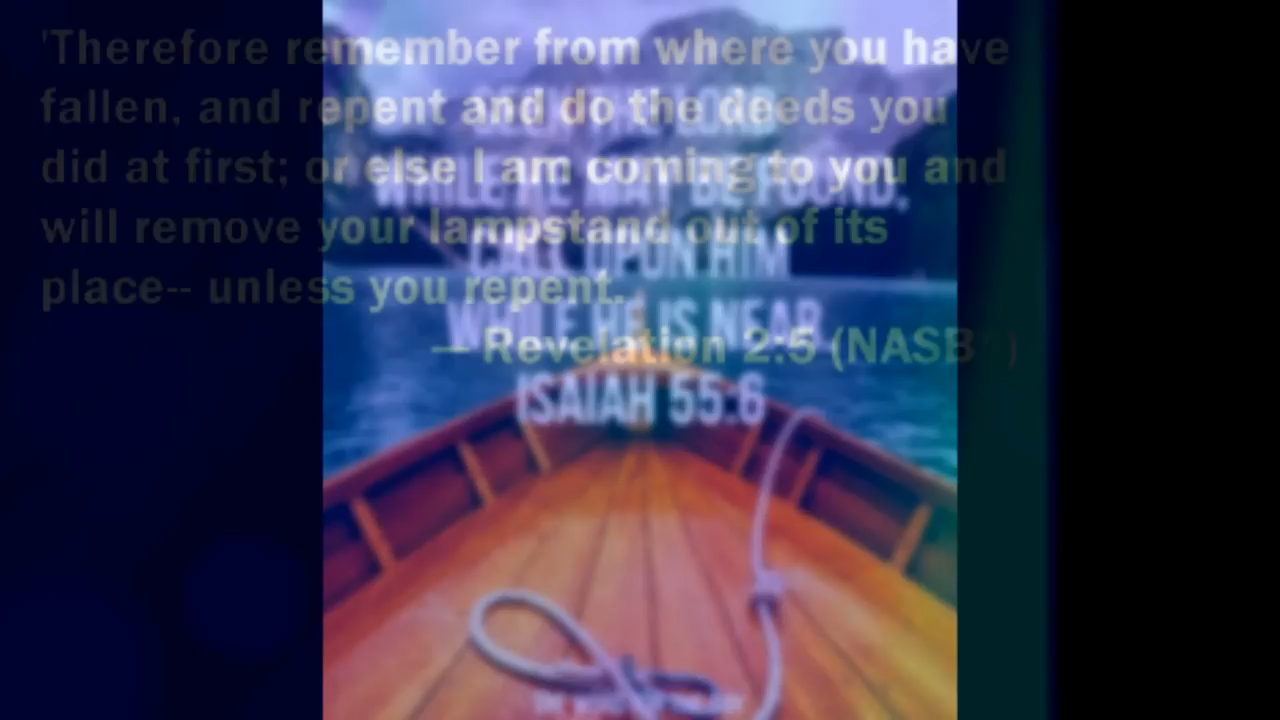 'Therefore remember from where you have
fallen, and repent and do the deeds you
did at first; or else I am coming to you and
will remove your lampstand out of its
place-- unless you repent.
— Revelation 2:5 (NASB")
SEEK THE LORD
WHILE HE MAY BE FOUND,
CALL UPON HIM
WHILE HE IS NEAR
ISAIAH 55:6